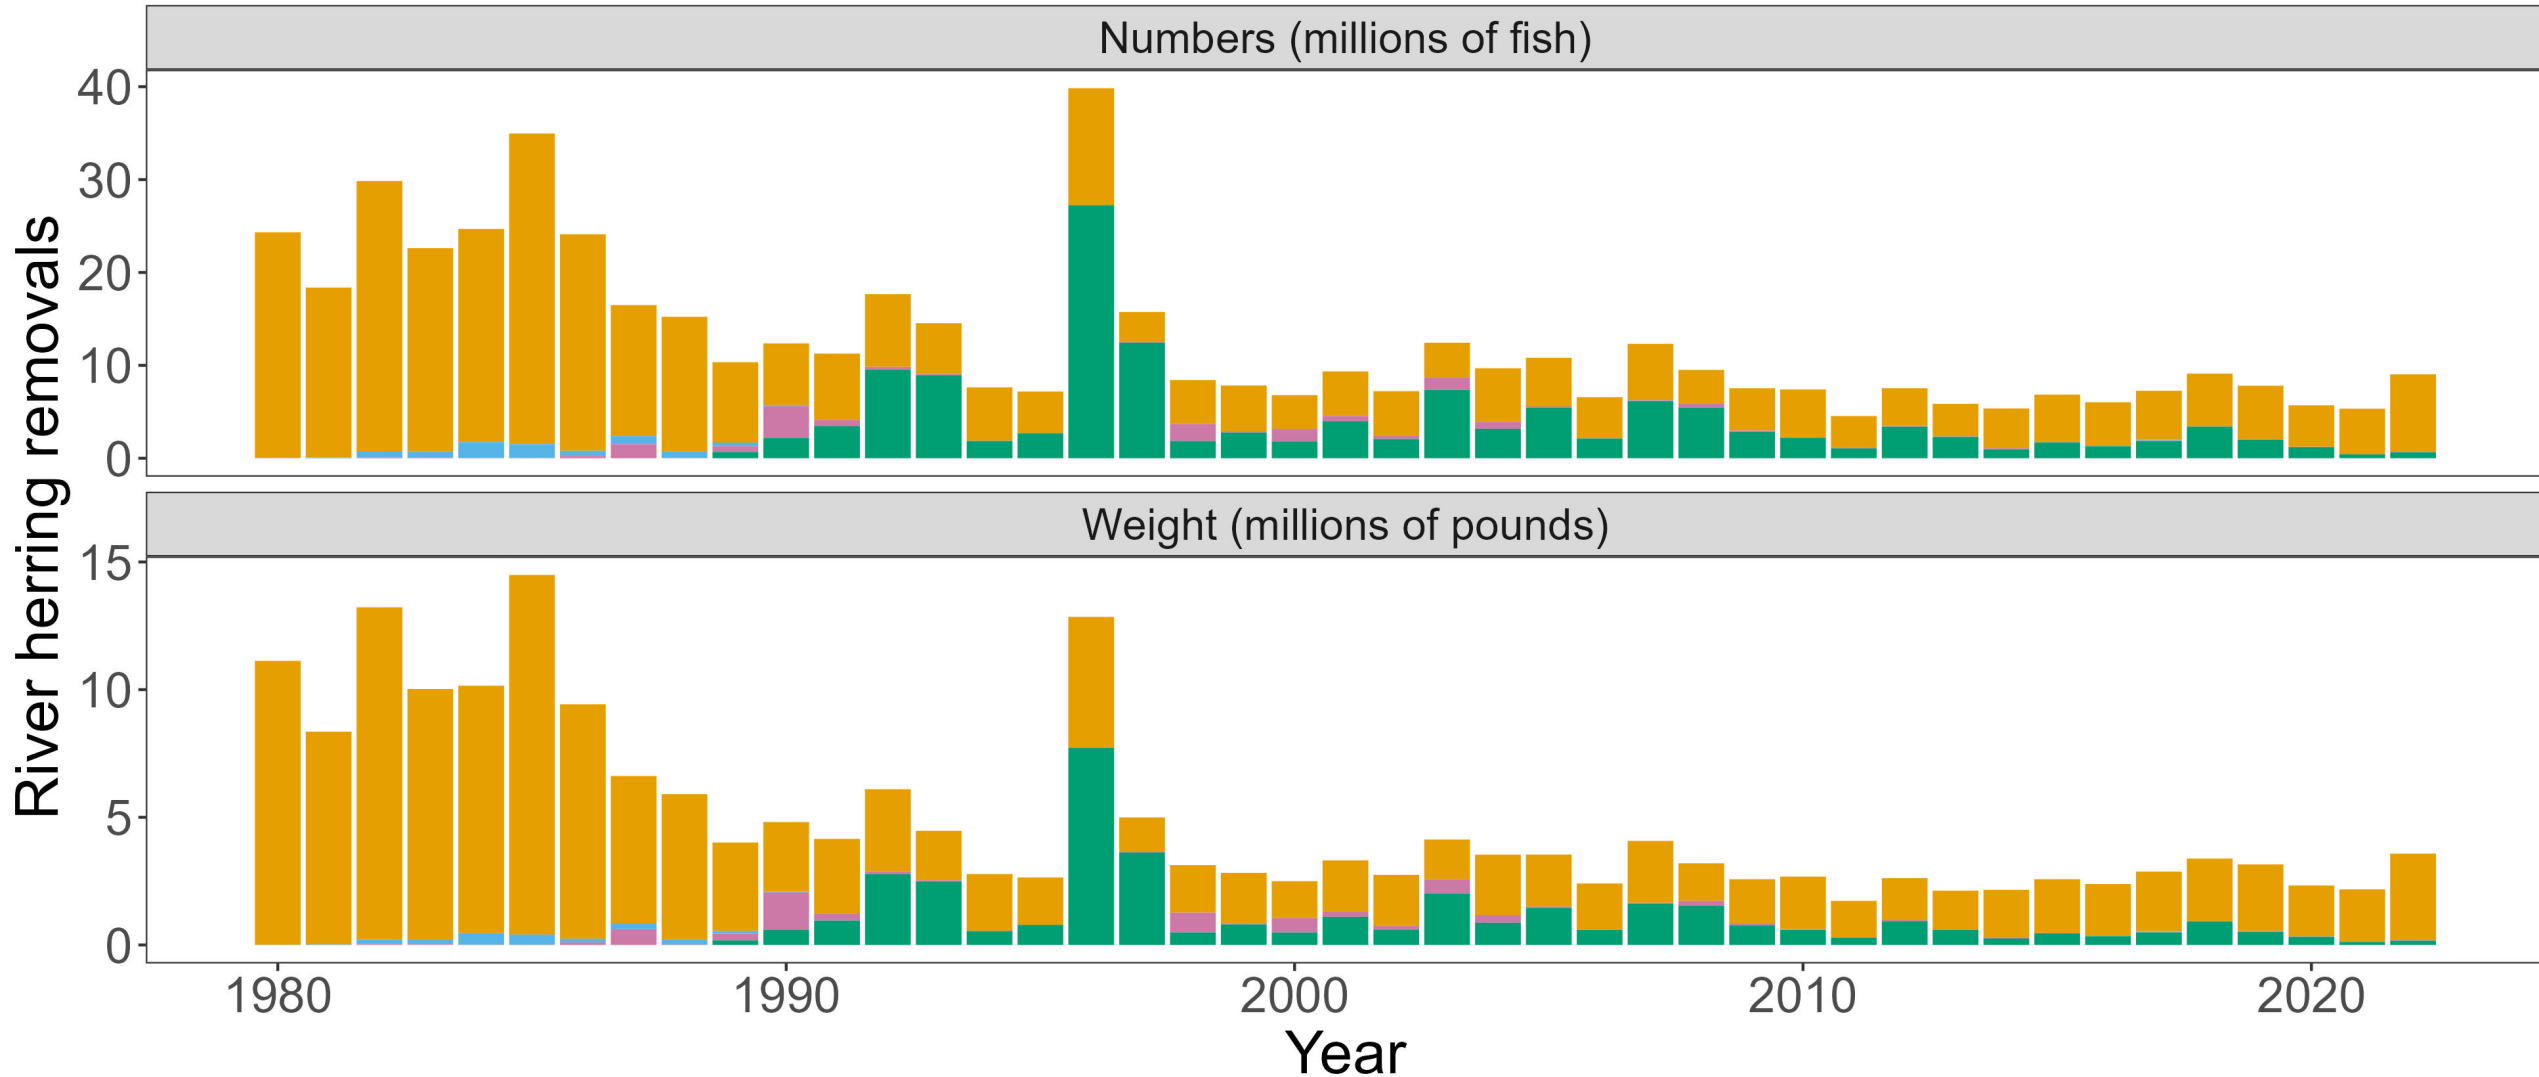 Numbers (millions of fish)
40
30
20
10
0
River herring removals
Weight (millions of pounds)
15
10
5
0
1980 1990 2000 2010 2020
Year